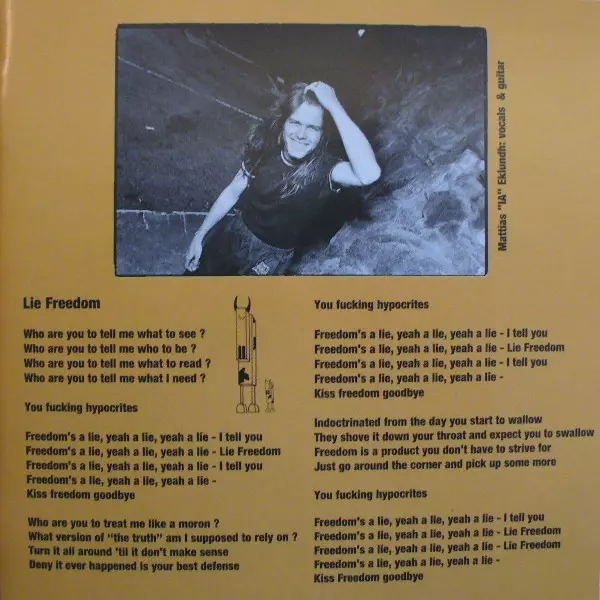 Mattias "IA" Eklundh: vocals & guitar
Lie Freedom
Who are you to tell me what to see ?
Who are you to tell me who to be ?
Who are you to tell me what to read ?
Who are you to tell me what I need ?
You fucking hypocrites
Freedom's a lie, yeah a lie, yeah a lie - I tell you
Freedom's a lie, yeah a lie, yeah a lie - Lie Freedom
Freedom's a lie, yeah a lie, yeah a lie - I tell you
Freedom's a lie, yeah a lie, yeah a lie -
Kiss freedom goodbye
Who are you to treat me like a moron ?
What version of "the truth" am I supposed to rely on ?
Turn it all around 'til it don't make sense
Deny it ever happened is your best defense
You fucking hypocrites
Freedom's a lie, yeah a lie, yeah a lie - I tell you
Freedom's a lie, yeah a lie, yeah a lie - Lie Freedom
Freedom's a lie, yeah a lie, yeah a lie - I tell you
Freedom's a lie, yeah a lie, yeah a lie -
Kiss freedom goodbye
Indoctrinated from the day you start to wallow
They shove it down your throat and expect you to swallow
Freedom is a product you don't have to strive for
Just go around the corner and pick up some more
You fucking hypocrites
Freedom's a lie, yeah a lie, yeah a lie - I tell you
Freedom's a lie, yeah a lie, yeah a lie - Lie Freedom
Freedom's a lie, yeah a lie, yeah a lie - Lie Freedom
Freedom's a lie, yeah a lie, yeah a lie -
Kiss Freedom goodbye